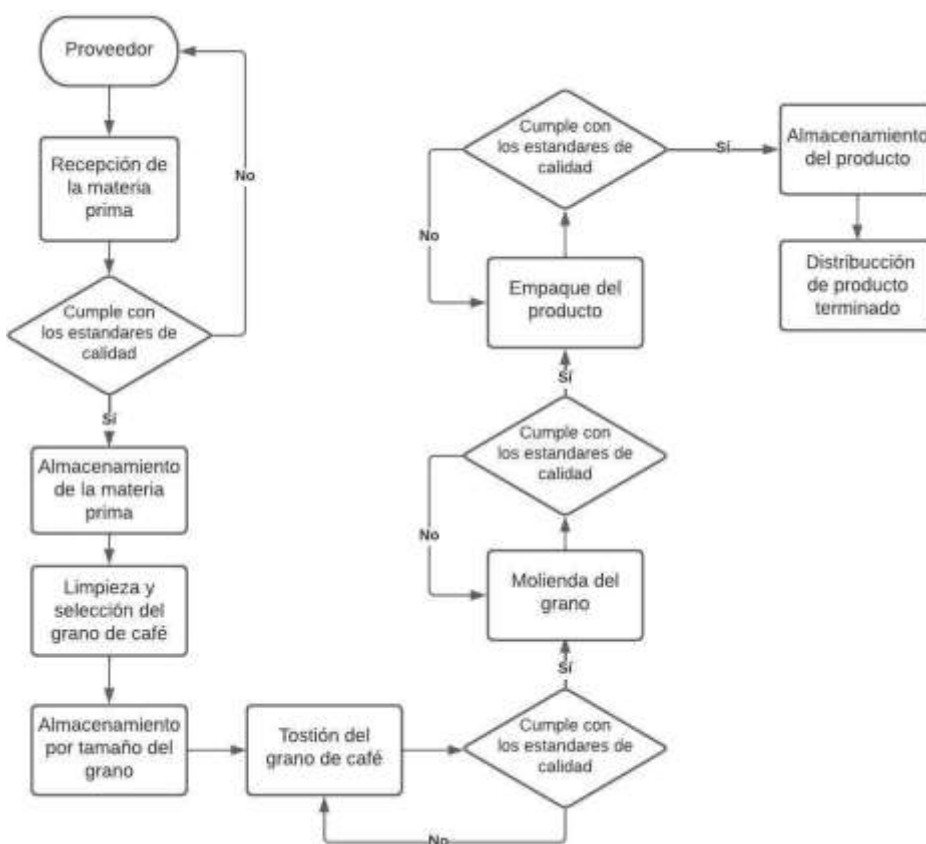 Proveedor
Recepción de
la materia
prima
No
Cumple con
los estandares de
calidad
Sí
Almacenamiento
de la materia
prima
Limpieza y
selección del
grano de café
Almacenamiento
por tamaño del
grano
Tostión del
grano de café
Cumple con
los estandares de
calidad
No
Sí
Molienda del
grano
Cumple con
los estandares de
calidad
No
Sí
Empaque del
producto
Cumple con
los estandares de
calidad
No
Sí
Almacenamiento
del producto
Distribucción
de producto
terminado